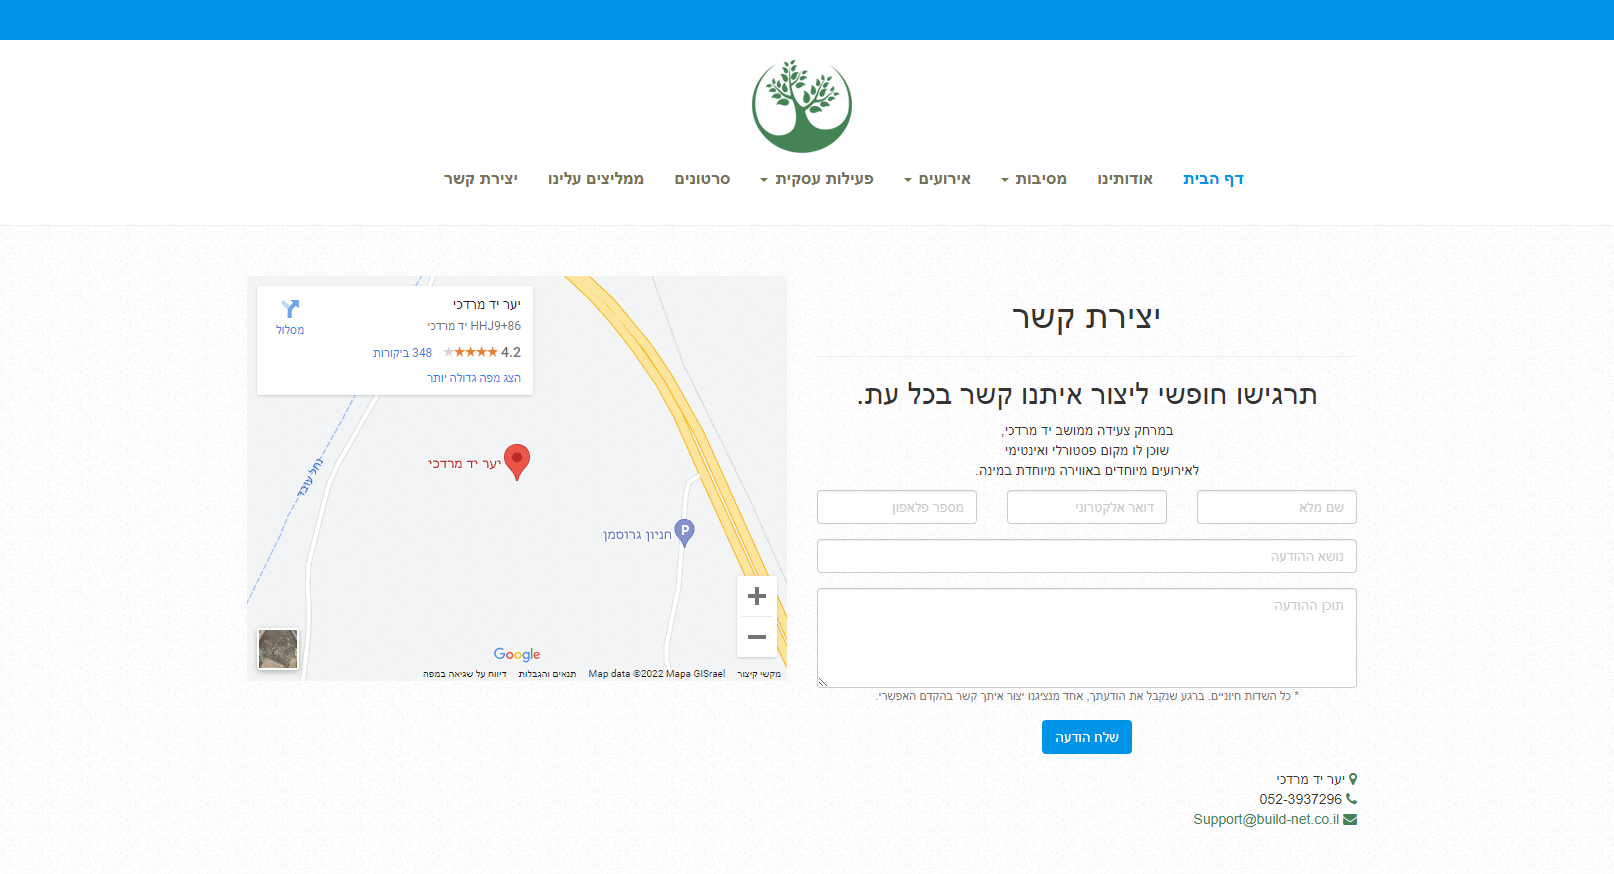 דף הבית
אודותינו
מסיבות
אירועים
פעילות עסקית
סרטונים
ממליצים עלינו
יצירת קשר
יצירת קשר
תרגישו חופשי ליצור איתנו קשר בכל עת.
במרחק צעידה ממושב יד מרדכי,
שוכן לו מקום פסטורלי ואינטימי
לאירועים מיוחדים באווירה מיוחדת במינה.
שם מלא
דואר אלקטרוני
מספר פלאפון
נושא ההודעה
תוכן ההודעה
* כל השדות חיוניים. ברגע שנקבל את הודעתך, אחד מנציגנו יצור איתך קשר בהקדם האפשרי.
שלח הודעה
יער יד מרדכי
052-3937296
Support@build-net.co.il
יער יד מרדכי
HHJ9+86 יד מרדכי
4.2
348 ביקורות
הצג מפה גדולה יותר
מסלול
נחל עובד
יער יד מרדכי
P
חניון גרוסמן
+
−
Google
מקשי קיצור
Map data ©2022 Mapa GISrael
תנאים והגבלות
דיווח על שגיאה במפה